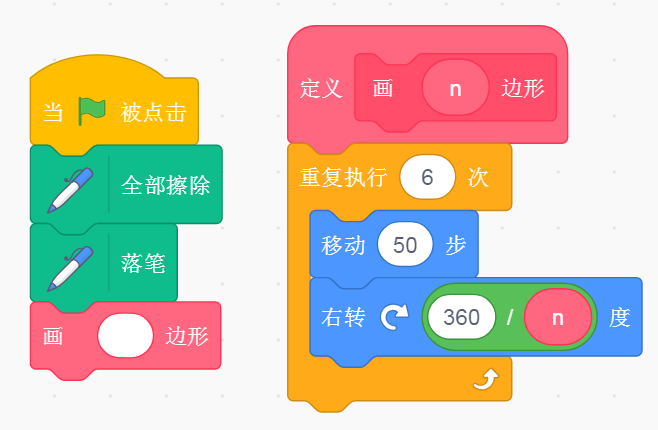 当 被点击
全部擦除
落笔
画 边形
定义 画 n 边形
重复执行 6 次
移动 50 步
右转 360 / n 度